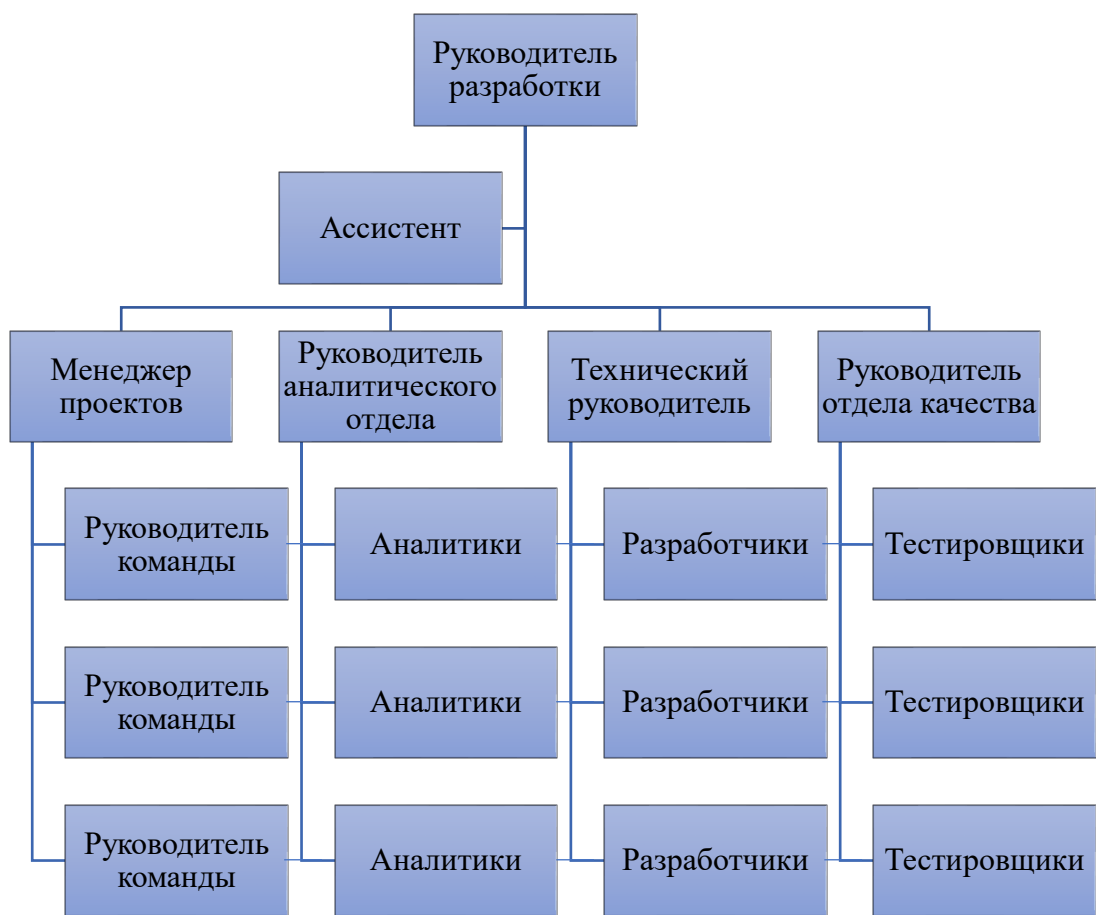 Руководитель
разработки
Ассистент
Менеджер
проектов
Руководитель
аналитического
отдела
Технический
руководитель
Руководитель
отдела качества
Руководитель
команды
Аналитики
Разработчики
Тестировщики
Руководитель
команды
Аналитики
Разработчики
Тестировщики
Руководитель
команды
Аналитики
Разработчики
Тестировщики